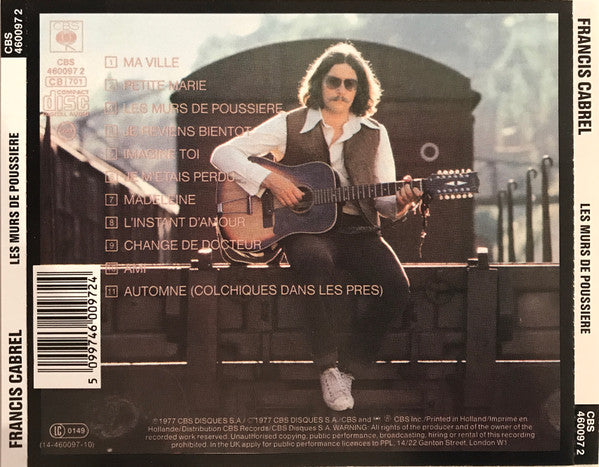 CBS
460097 2
LES MURS DE POUSSIERE
FRANCIS CABREL
CBS
CBS
460097 2
CB 701
COMPACT
disc
DIGITAL AUDIO
1 MA VILLE
2 PETITE MARIE
3 LES MURS DE POUSSIERE
4 JE REVIENS BIENTOT
5 IMAGINE TOI
6 JE M'ETAIS PERDU...
7 MADELEINE
8 L'INSTANT D'AMOUR
9 CHANGE DE DOCTEUR
10 AMI
11 AUTOMNE (COLCHIQUES DANS LES PRES)
5 099746 009724
LC 0149
(14-460097-10)
℗ 1977 CBS DISQUES S.A./ © 1977 CBS DISQUES S.A./CBS and ® CBS Inc./Printed in Holland/Imprimé en
Hollande/Distribution CBS Records/CBS Disques S.A. WARNING: All rights of the producer and of the owner of the
recorded work reserved. Unauthorised copying, public performance, broadcasting, hiring or rental of this recording
prohibited. In the UK apply for public performance licences to PPL, 14/22 Ganton Street, London W1.
FRANCIS CABREL
LES MURS DE POUSSIERE
CBS
460097 2